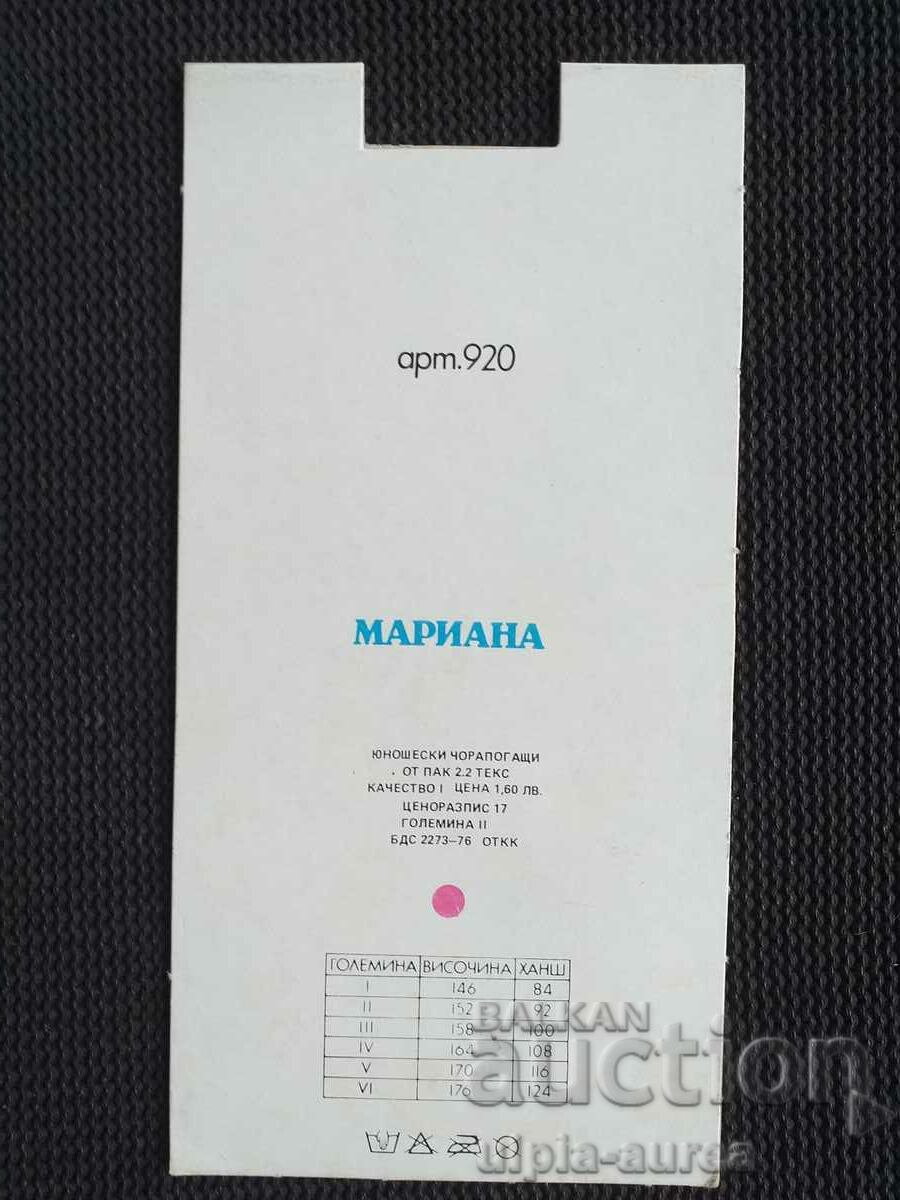 арт.920
МАРИАНА
ЮНОШЕСКИ ЧОРАПОГАЩИ
ОТ ПАК 2.2 ТЕКС
КАЧЕСТВО I ЦЕНА 1,60 ЛВ.
ЦЕНОРАЗПИС 17
ГОЛЕМИНА II
БДС 2273–76 ОТКК
ГОЛЕМИНА ВИСОЧИНА ХАНШ
I 146 84
II 152 92
III 158 100
IV 164 108
V 170 116
VI 176 124
BALKAN
auction
ulpia-aurea